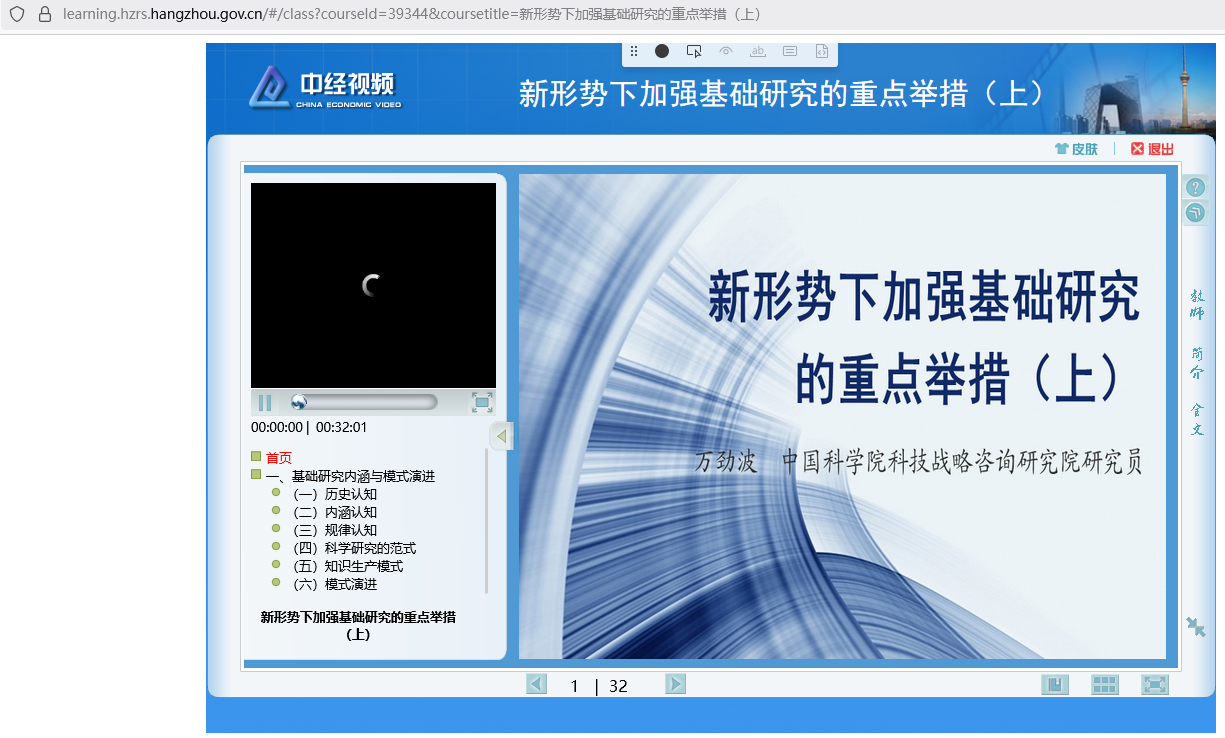 learning.hzrs.hangzhou.gov.cn/#/class?courseId=39344&coursetitle=新形势下加强基础研究的重点举措（上）
ab
中经视频
CHINA ECONOMIC VIDEO
新形势下加强基础研究的重点举措（上）
皮肤 | 退出
?
新形势下加强基础研究
的重点举措（上）
万劲波 中国科学院科技战略咨询研究院研究员
00:00:00 | 00:32:01
首页
一、基础研究内涵与模式演进
（一）历史认知
（二）内涵认知
（三）规律认知
（四）科学研究的范式
（五）知识生产模式
（六）模式演进
新形势下加强基础研究的重点举措
（上）
教师
简介
全文
1 | 32